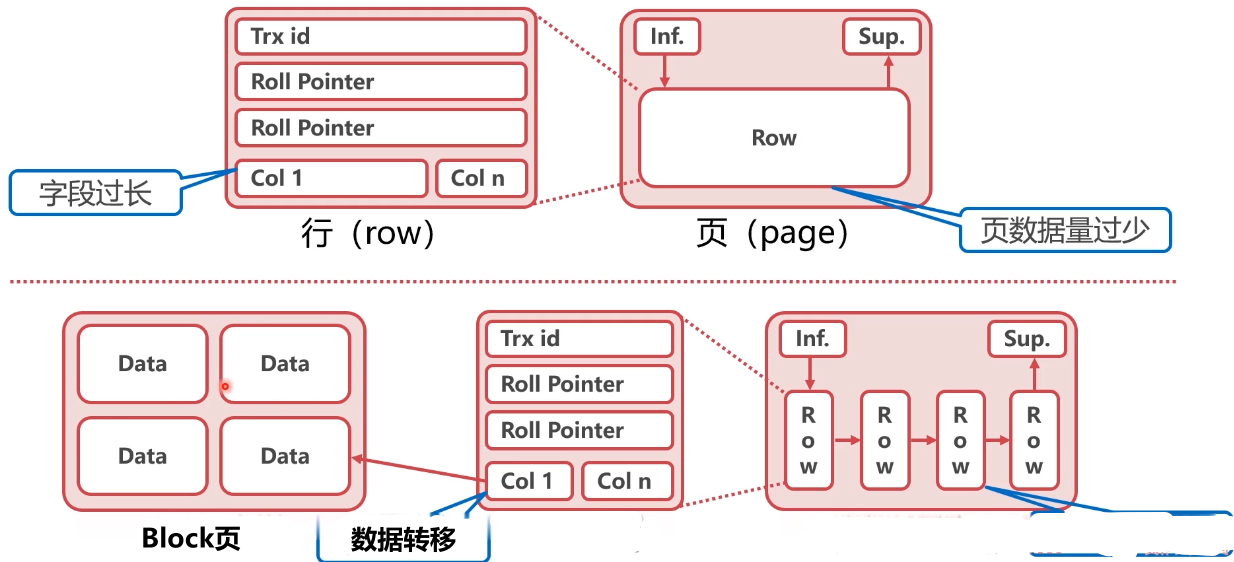 Trx id
Roll Pointer
Roll Pointer
Col 1
Col n
字段过长
行（row）
Inf.
Sup.
Row
页（page）
页数据量过少
Data
Data
Data
Data
Block页
Trx id
Roll Pointer
Roll Pointer
Col 1
Col n
数据转移
Inf.
Sup.
Row
Row
Row
Row